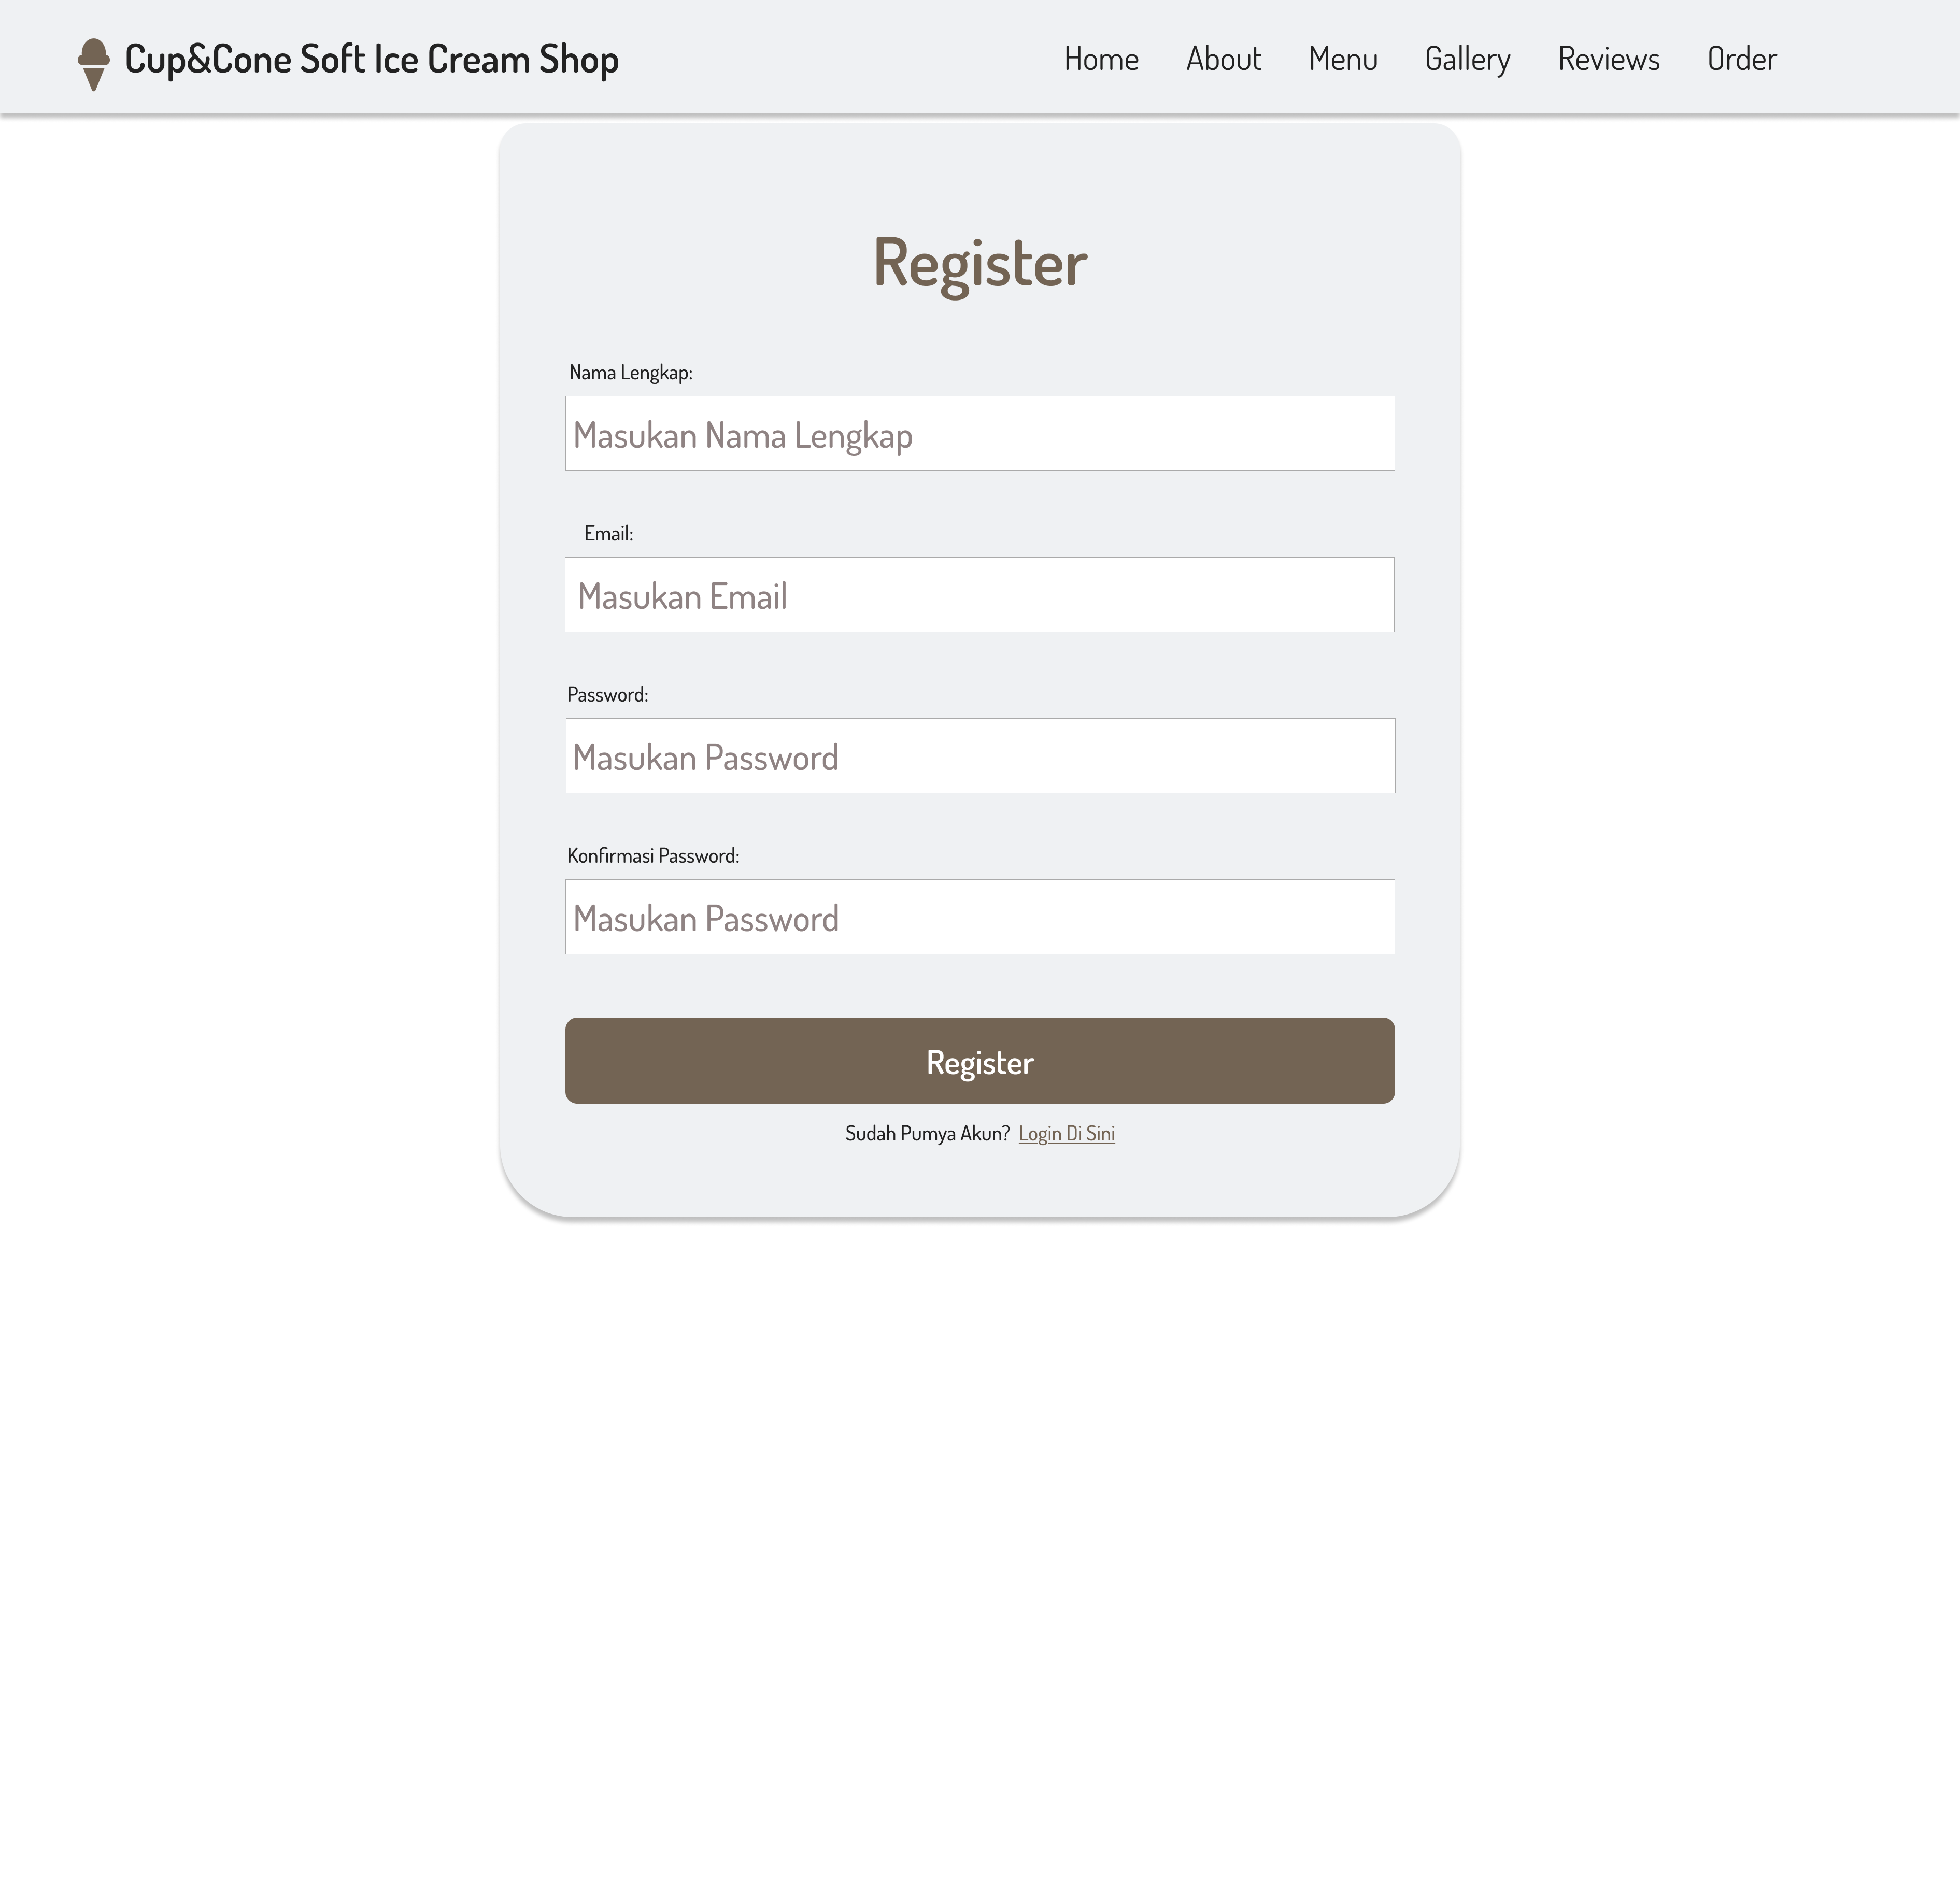 Cup&Cone Soft Ice Cream Shop
Home About Menu Gallery Reviews Order
Register
Nama Lengkap:
Masukan Nama Lengkap
Email:
Masukan Email
Password:
Masukan Password
Konfirmasi Password:
Masukan Password
Register
Sudah Pumya Akun? Login Di Sini